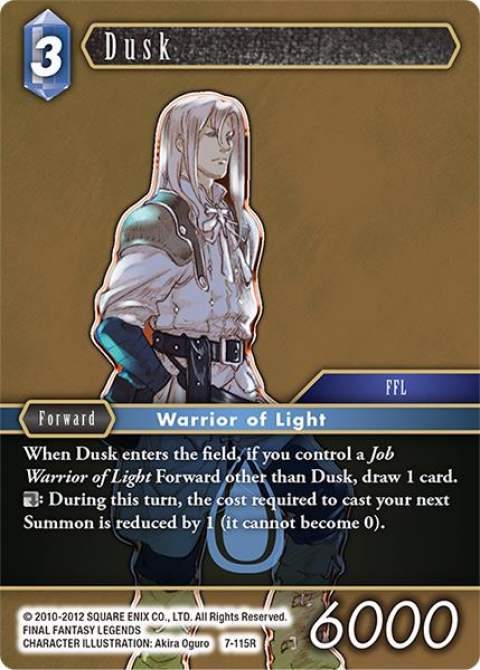 3
Dusk
FFL
Forward
Warrior of Light
When Dusk enters the field, if you control a Job
Warrior of Light Forward other than Dusk, draw 1 card.
: During this turn, the cost required to cast your next
Summon is reduced by 1 (it cannot become 0).
© 2010-2012 SQUARE ENIX CO., LTD. All Rights Reserved.
FINAL FANTASY LEGENDS
CHARACTER ILLUSTRATION: Akira Oguro
7-115R
6000